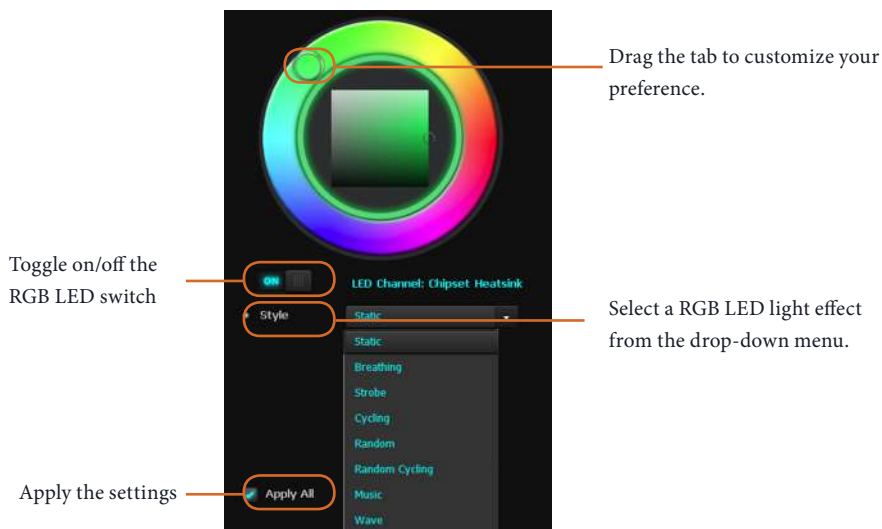 Drag the tab to customize your
preference.
Toggle on/off the
RGB LED switch
ON
LED Channel: Chipset Heatsink
Style
Static
Select a RGB LED light effect
from the drop-down menu.
Static
Breathing
Strobe
Cycling
Random
Random Cycling
Apply the settings
Apply All
Music
Wave